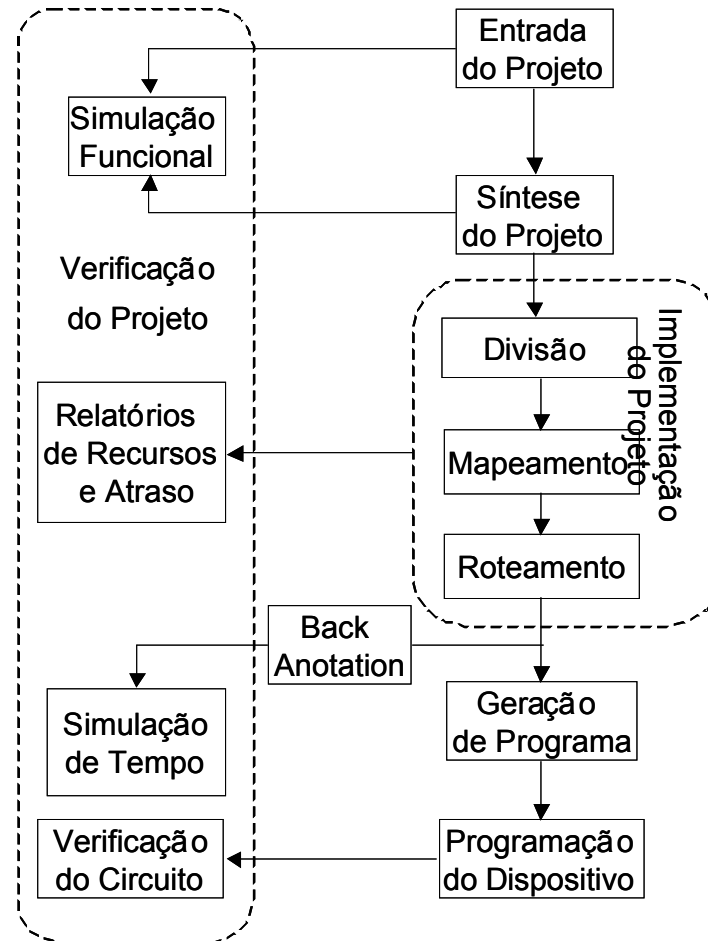 Entrada
do Projeto
Simulação
Funcional
Síntese
do Projeto
Verificação
do Projeto
Implementação
do Projeto
Divisão
Relatórios
de Recursos
e Atraso
Mapeamento
Roteamento
Back
Anotation
Simulação
de Tempo
Geração
de Programa
Verificação
do Circuito
Programação
do Dispositivo